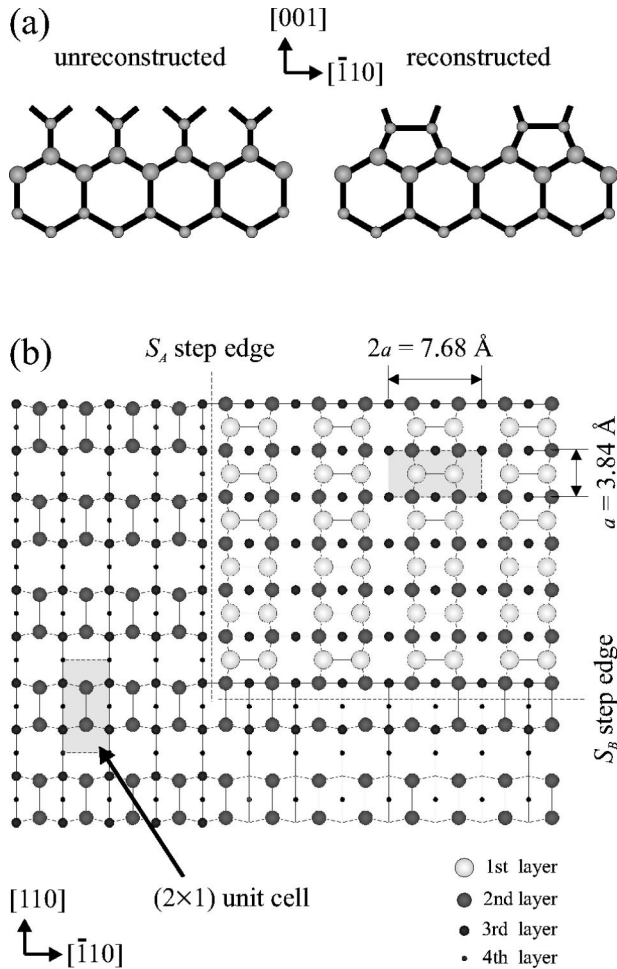 (a)
[001]
unreconstructed
[1̄10]
reconstructed
(b)
S_A step edge
2a = 7.68 Å
a = 3.84 Å
S_B step edge
(2×1) unit cell
[110]
[1̄10]
1st layer
2nd layer
3rd layer
4th layer